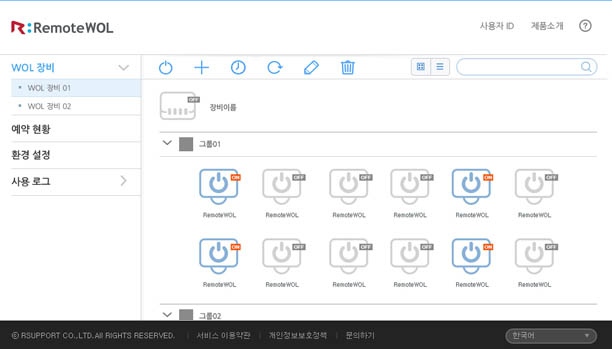 R:RemoteWOL
사용자 ID 제품소개 ?
WOL 장비
WOL 장비 01
WOL 장비 02
예약 현황
환경 설정
사용 로그
OFF
장비이름
그룹01
ON OFF OFF OFF ON OFF
RemoteWOL RemoteWOL RemoteWOL RemoteWOL RemoteWOL RemoteWOL
ON OFF OFF OFF ON OFF
RemoteWOL RemoteWOL RemoteWOL RemoteWOL RemoteWOL RemoteWOL
그룹02
OFF OFF
ⓒ RSUPPORT CO.,LTD. All RIGHTS RESERVED. | 서비스 이용약관 | 개인정보보호정책 | 문의하기
한국어